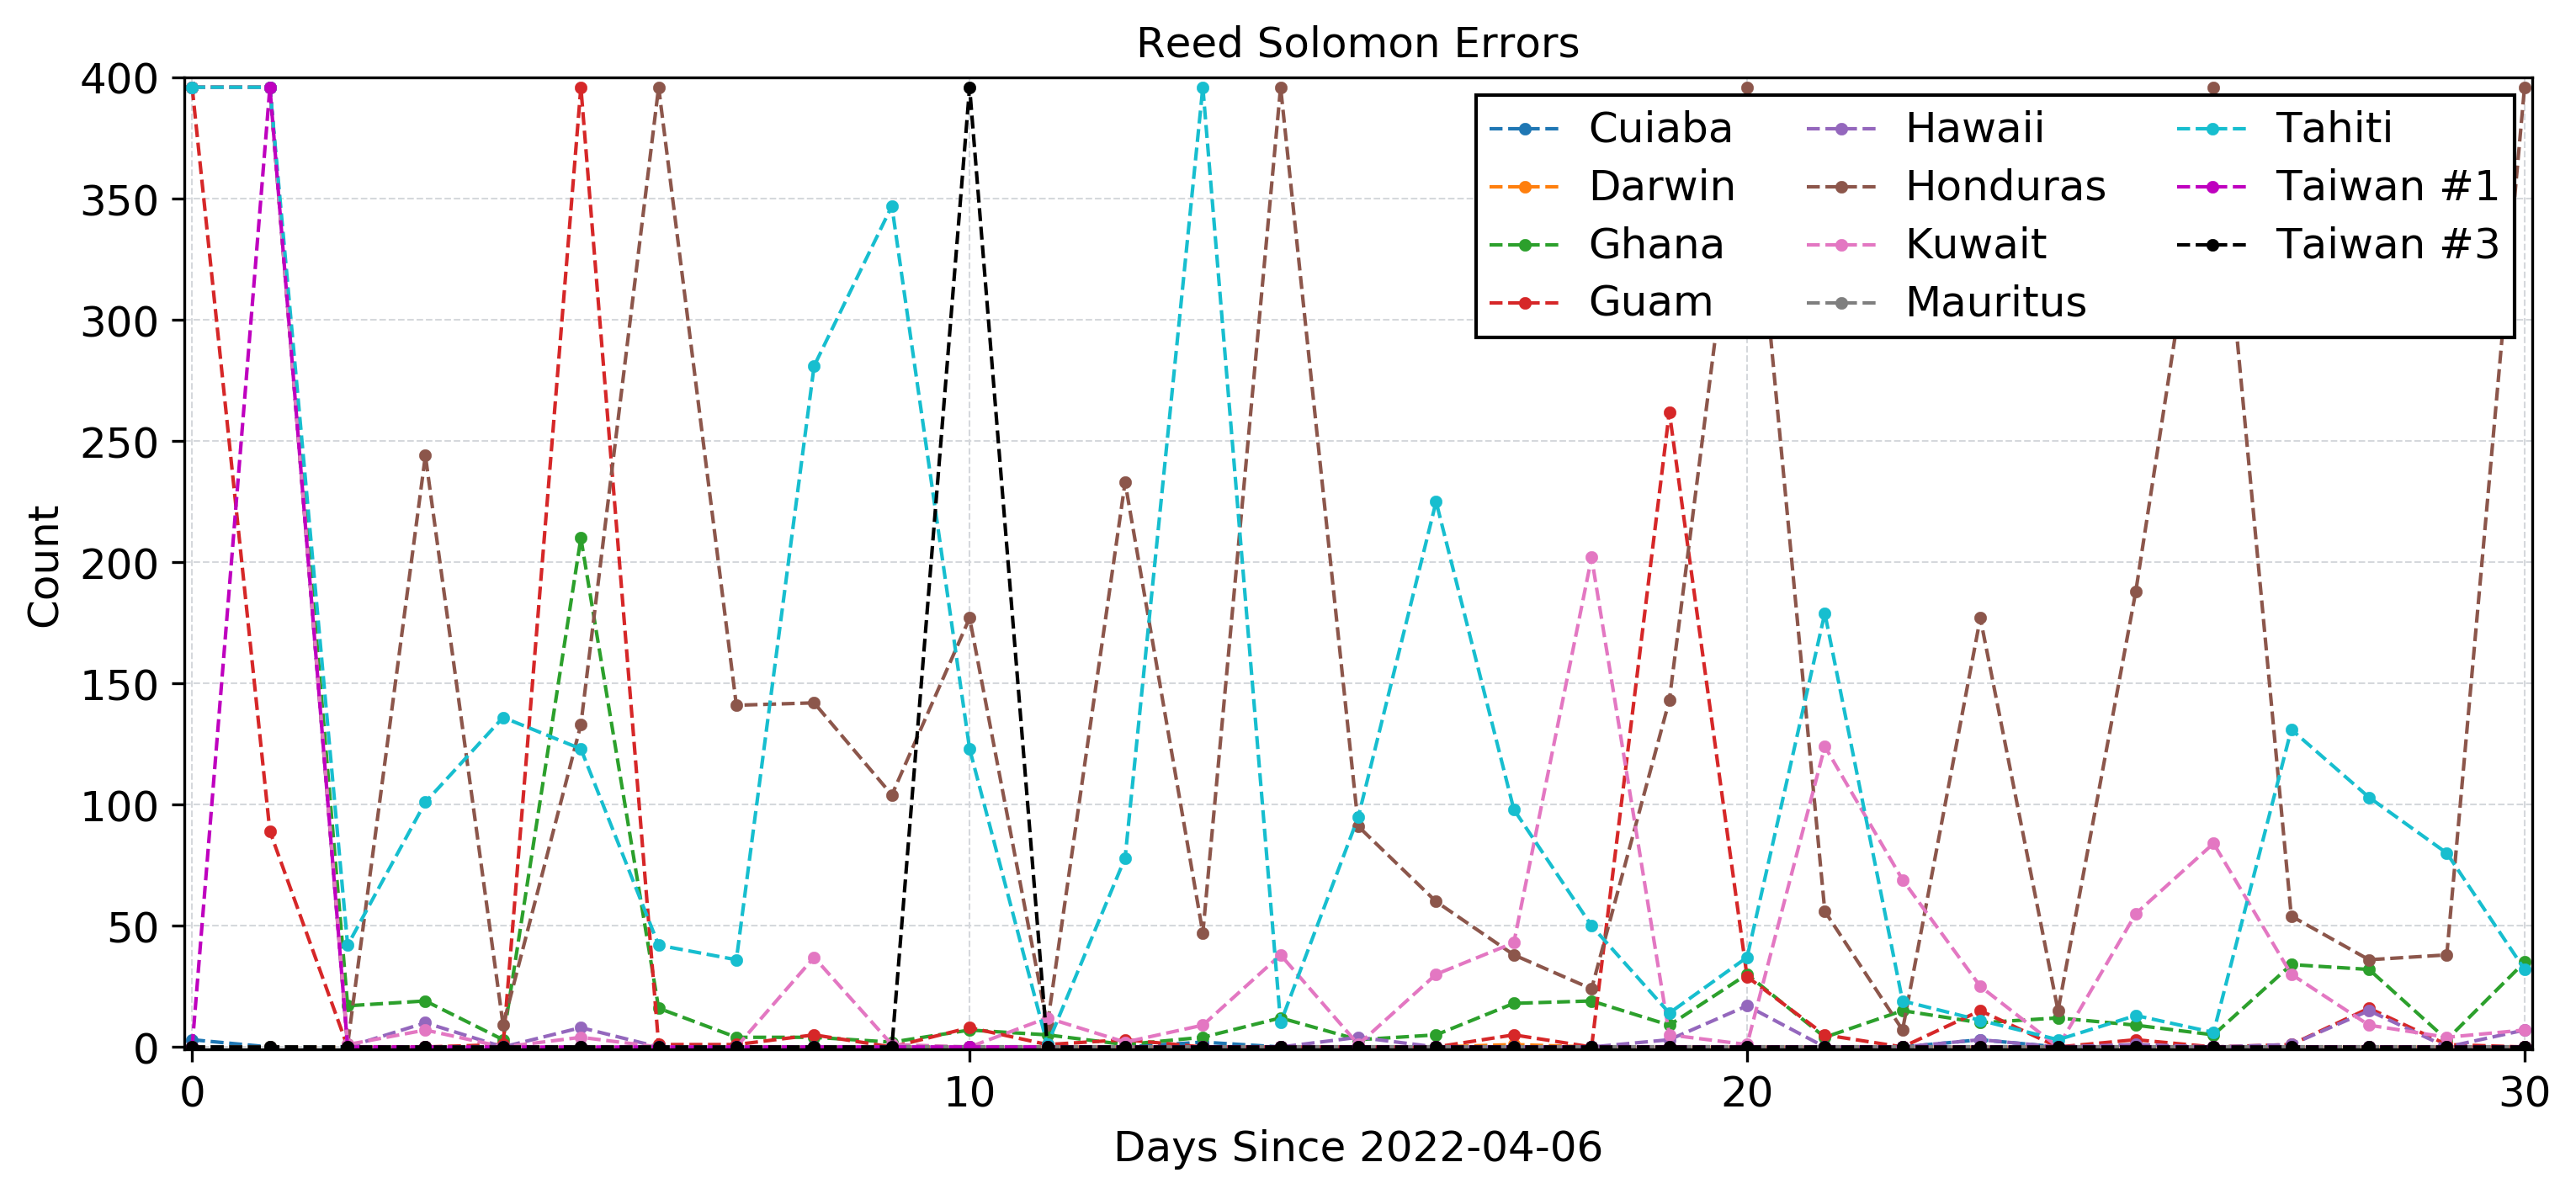 Reed Solomon Errors
400
350
300
250
200
150
100
50
0
Count
Cuiaba
Darwin
Ghana
Guam
Hawaii
Honduras
Kuwait
Mauritus
Tahiti
Taiwan #1
Taiwan #3
0
10
20
30
Days Since 2022-04-06